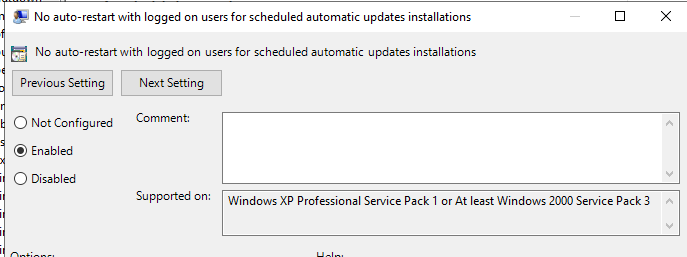 No auto-restart with logged on users for scheduled automatic updates installations
No auto-restart with logged on users for scheduled automatic updates installations
Previous Setting
Next Setting
Not Configured
Comment:
Enabled
Disabled
Supported on:
Windows XP Professional Service Pack 1 or At least Windows 2000 Service Pack 3
Options:
Help: